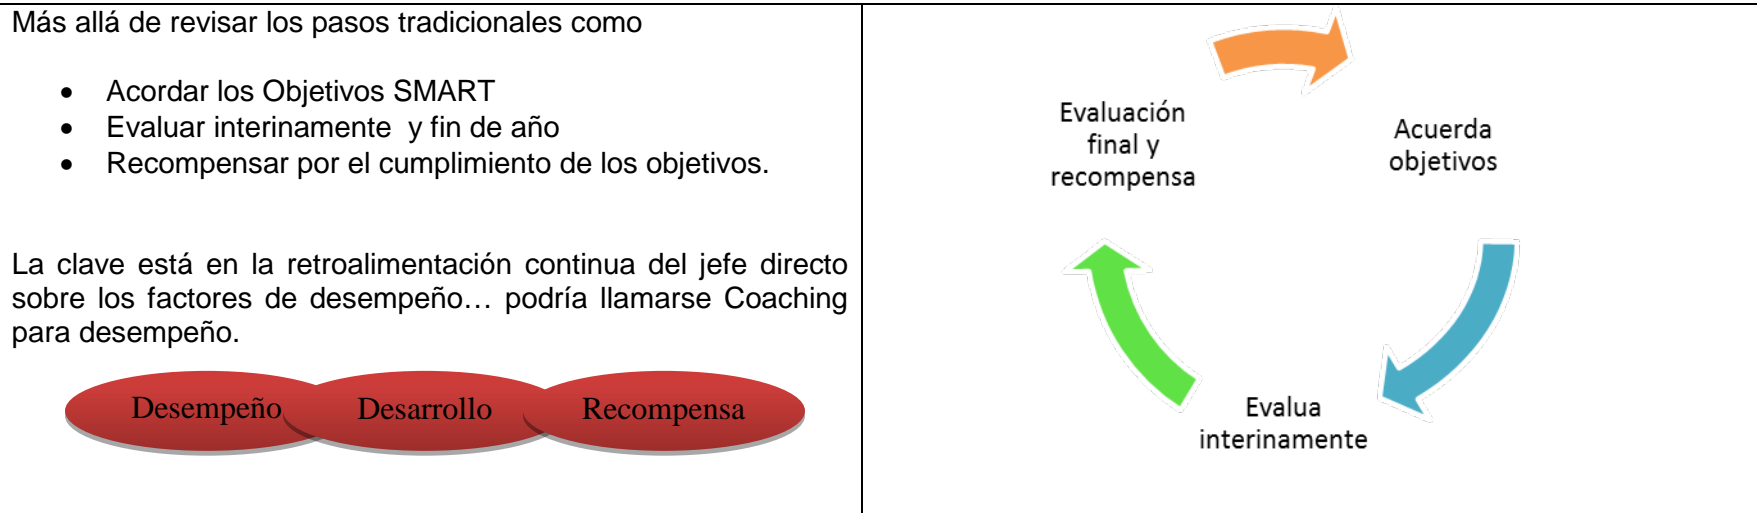 Más allá de revisar los pasos tradicionales como
• Acordar los Objetivos SMART
• Evaluar interinamente  y fin de año
• Recompensar por el cumplimiento de los objetivos.
La clave está en la retroalimentación continua del jefe directo
sobre los factores de desempeño… podría llamarse Coaching
para desempeño.
Desempeño
Desarrollo
Recompensa
Evaluación
final y
recompensa
Acuerda
objetivos
Evalua
interinamente